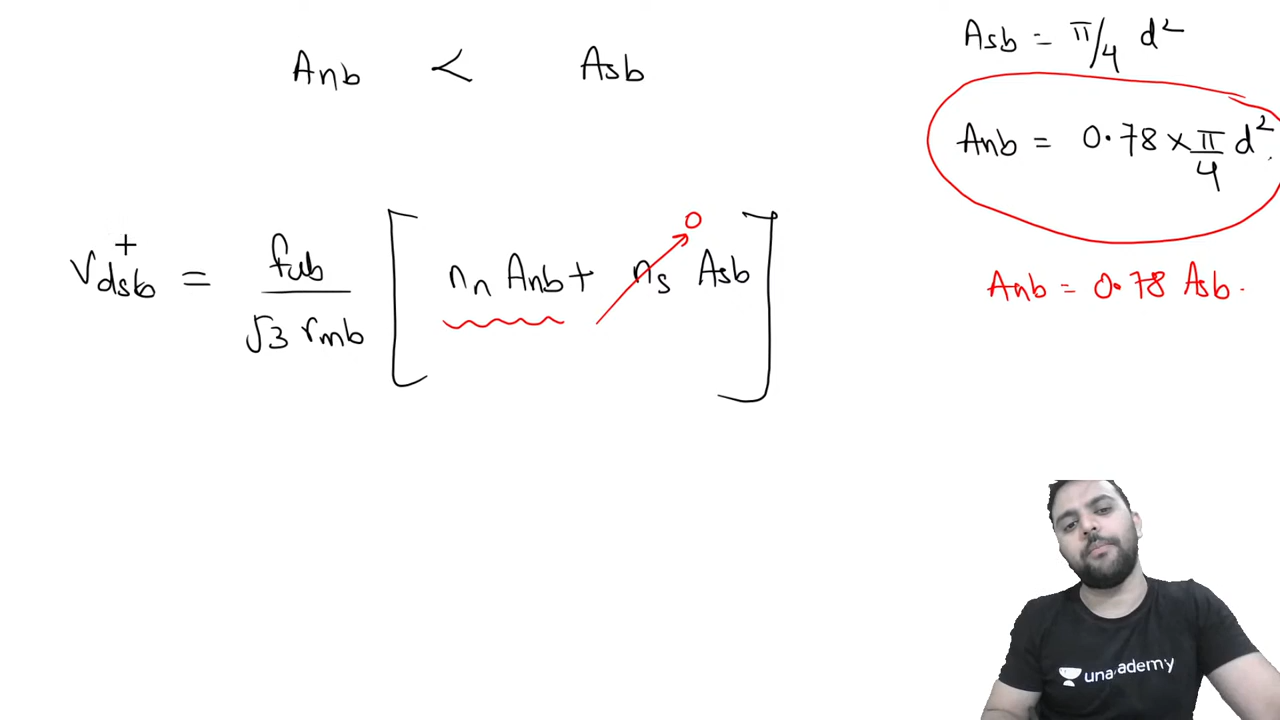 Anb < Asb
Asb = π/4 d²
Anb = 0.78 × π/4 d²
Anb = 0.78 Asb.
Vdsb = fub / √3 rmb [ nn Anb + ns Asb ]
0
unacademy